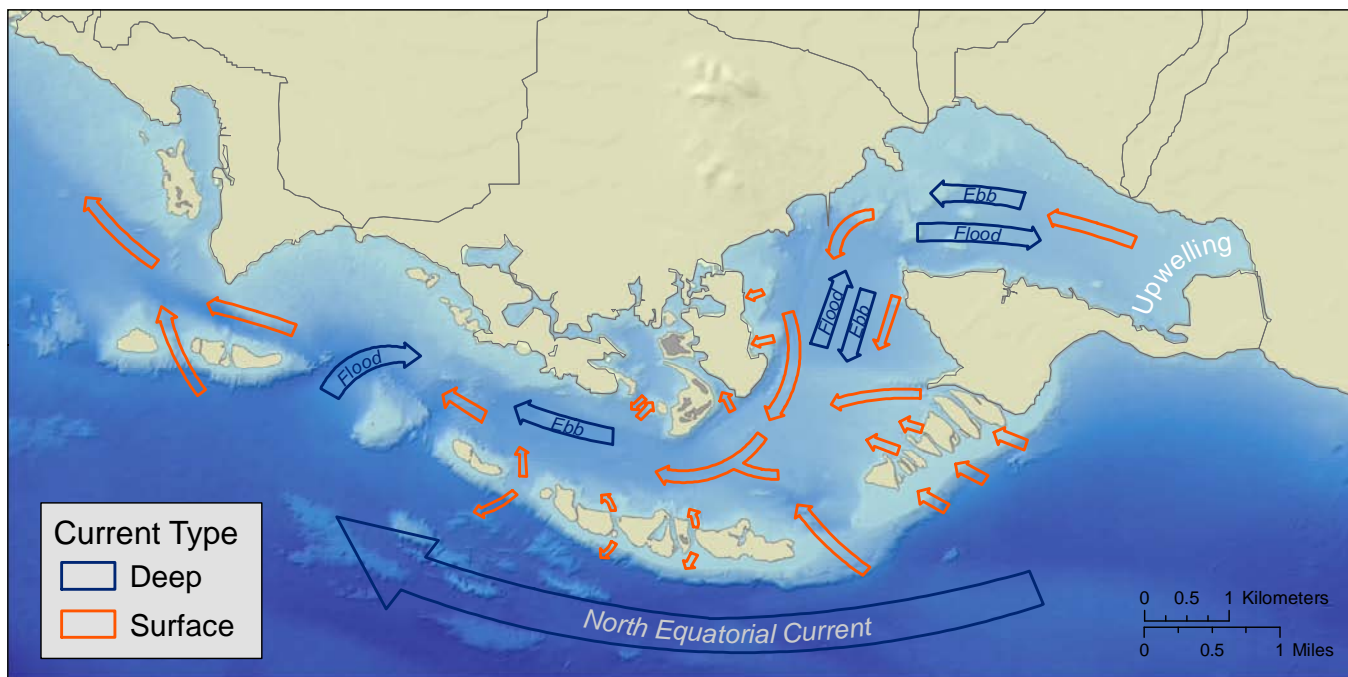 Ebb
Flood
Upwelling
Flood
Ebb
Flood
Ebb
North Equatorial Current
Current Type
Deep
Surface
0 0.5 1 Kilometers
0 0.5 1 Miles